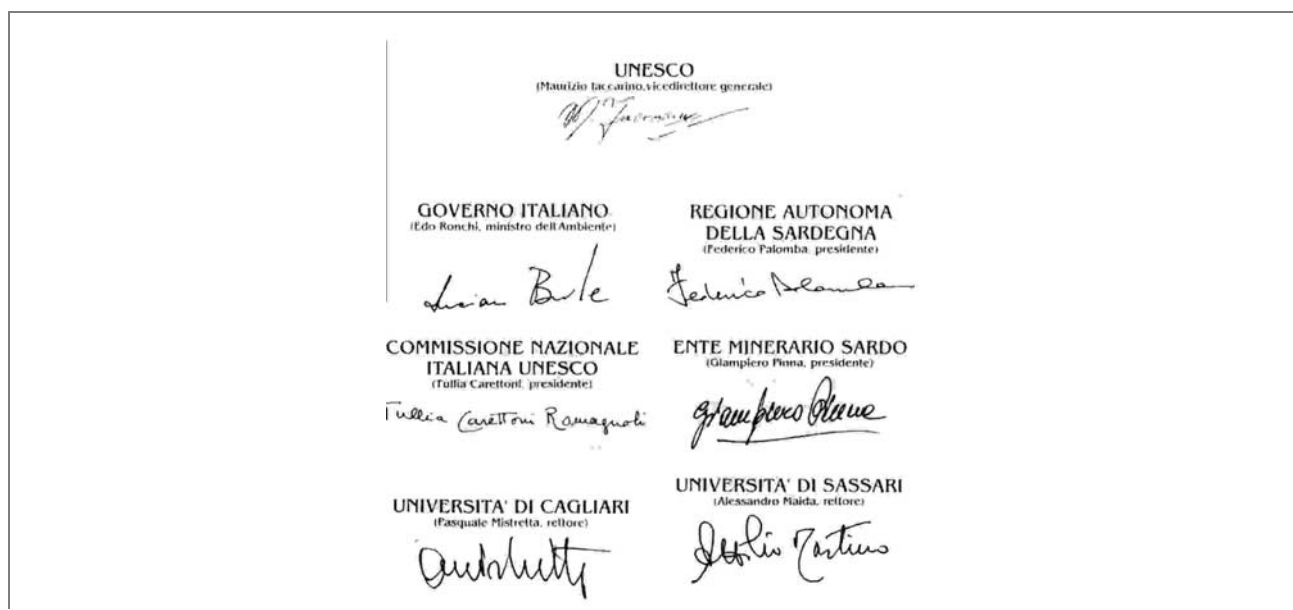 UNESCO
(Maurizio Iaccarino,vicedirettore generale)
GOVERNO ITALIANO
(Edo Ronchi, ministro dell'Ambiente)
REGIONE AUTONOMA
DELLA SARDEGNA
(Federico Palomba, presidente)
Federico Palomba
COMMISSIONE NAZIONALE
ITALIANA UNESCO
(Tullia Carettoni, presidente)
Tullia Carettoni Romagnoli
ENTE MINERARIO SARDO
(Giampiero Pinna, presidente)
Giampiero Pinna
UNIVERSITA' DI CAGLIARI
(Pasquale Mistretta, rettore)
UNIVERSITA' DI SASSARI
(Alessandro Maida, rettore)